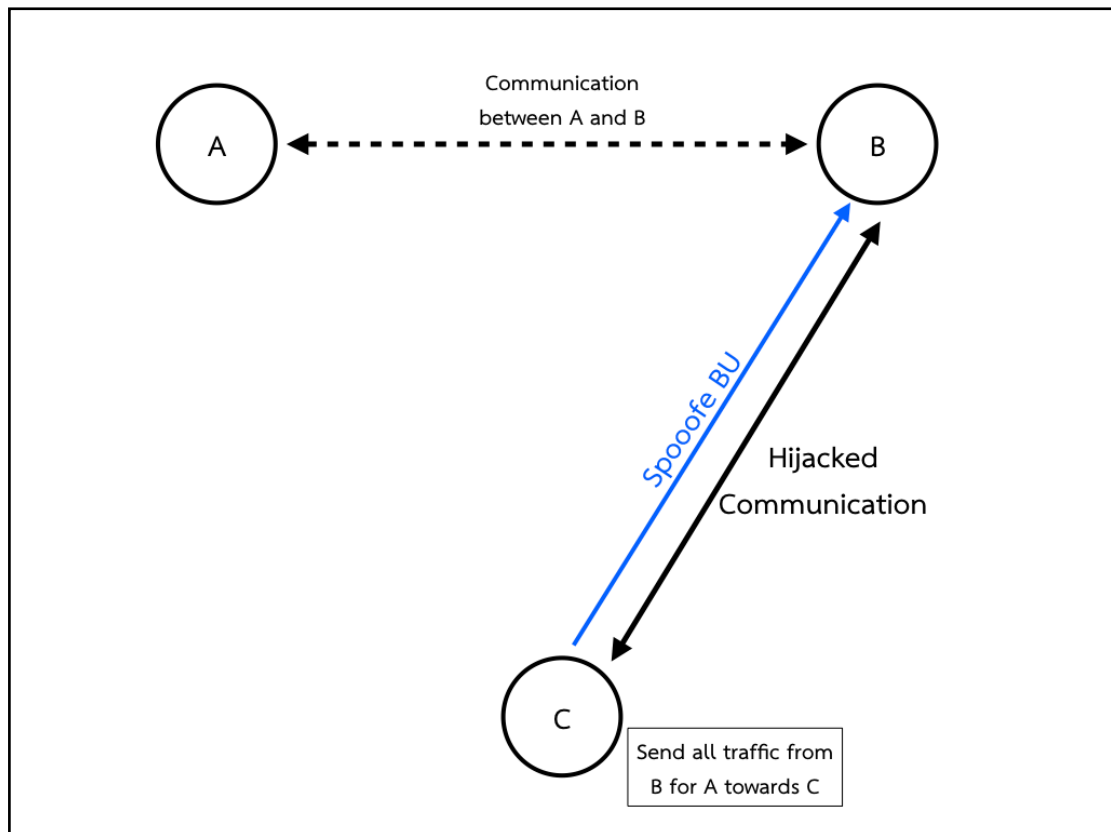 Communication
between A and B
A
B
Spooofe BU
Hijacked
Communication
C
Send all traffic from
B for A towards C